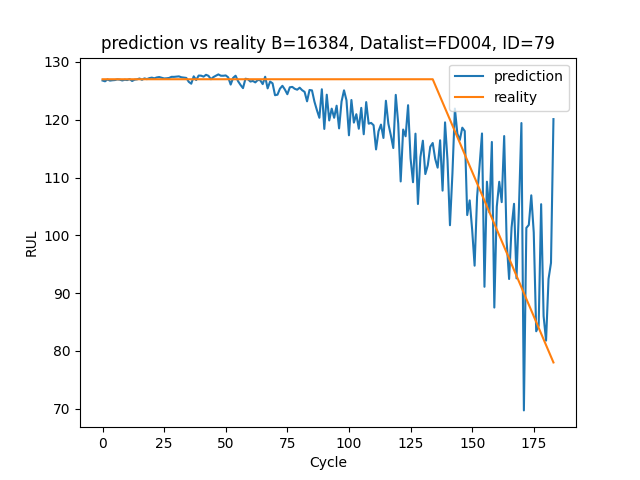 prediction vs reality B=16384, Datalist=FD004, ID=79
prediction
reality
130
120
110
100
90
80
70
RUL
0 25 50 75 100 125 150 175
Cycle